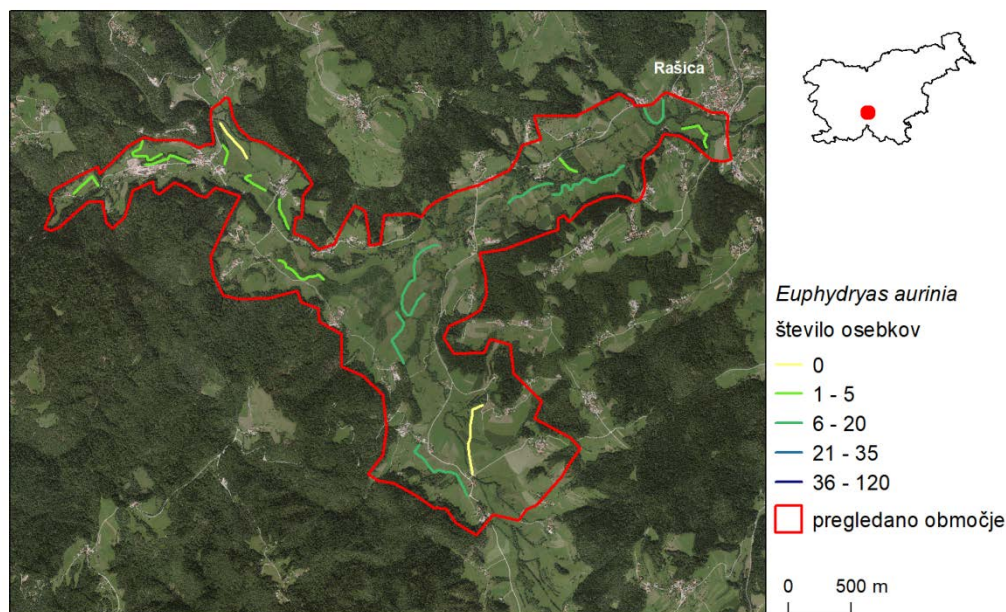 Rašica
Euphydryas aurinia
število osebkov
0
1 - 5
6 - 20
21 - 35
36 - 120
pregledano območje
0 500 m